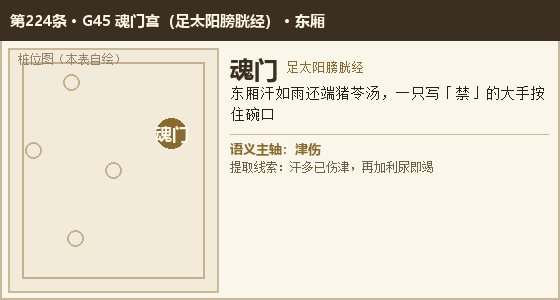 第224条·G45 魂门宫（足太阳膀胱经）·东厢
桩位图（本表自绘）
魂门
魂门 足太阳膀胱经
东厢汗如雨还端猪苓汤，一只写「禁」的大手按
住碗口
语义主轴：津伤
提取线索：汗多已伤津，再加利尿即竭